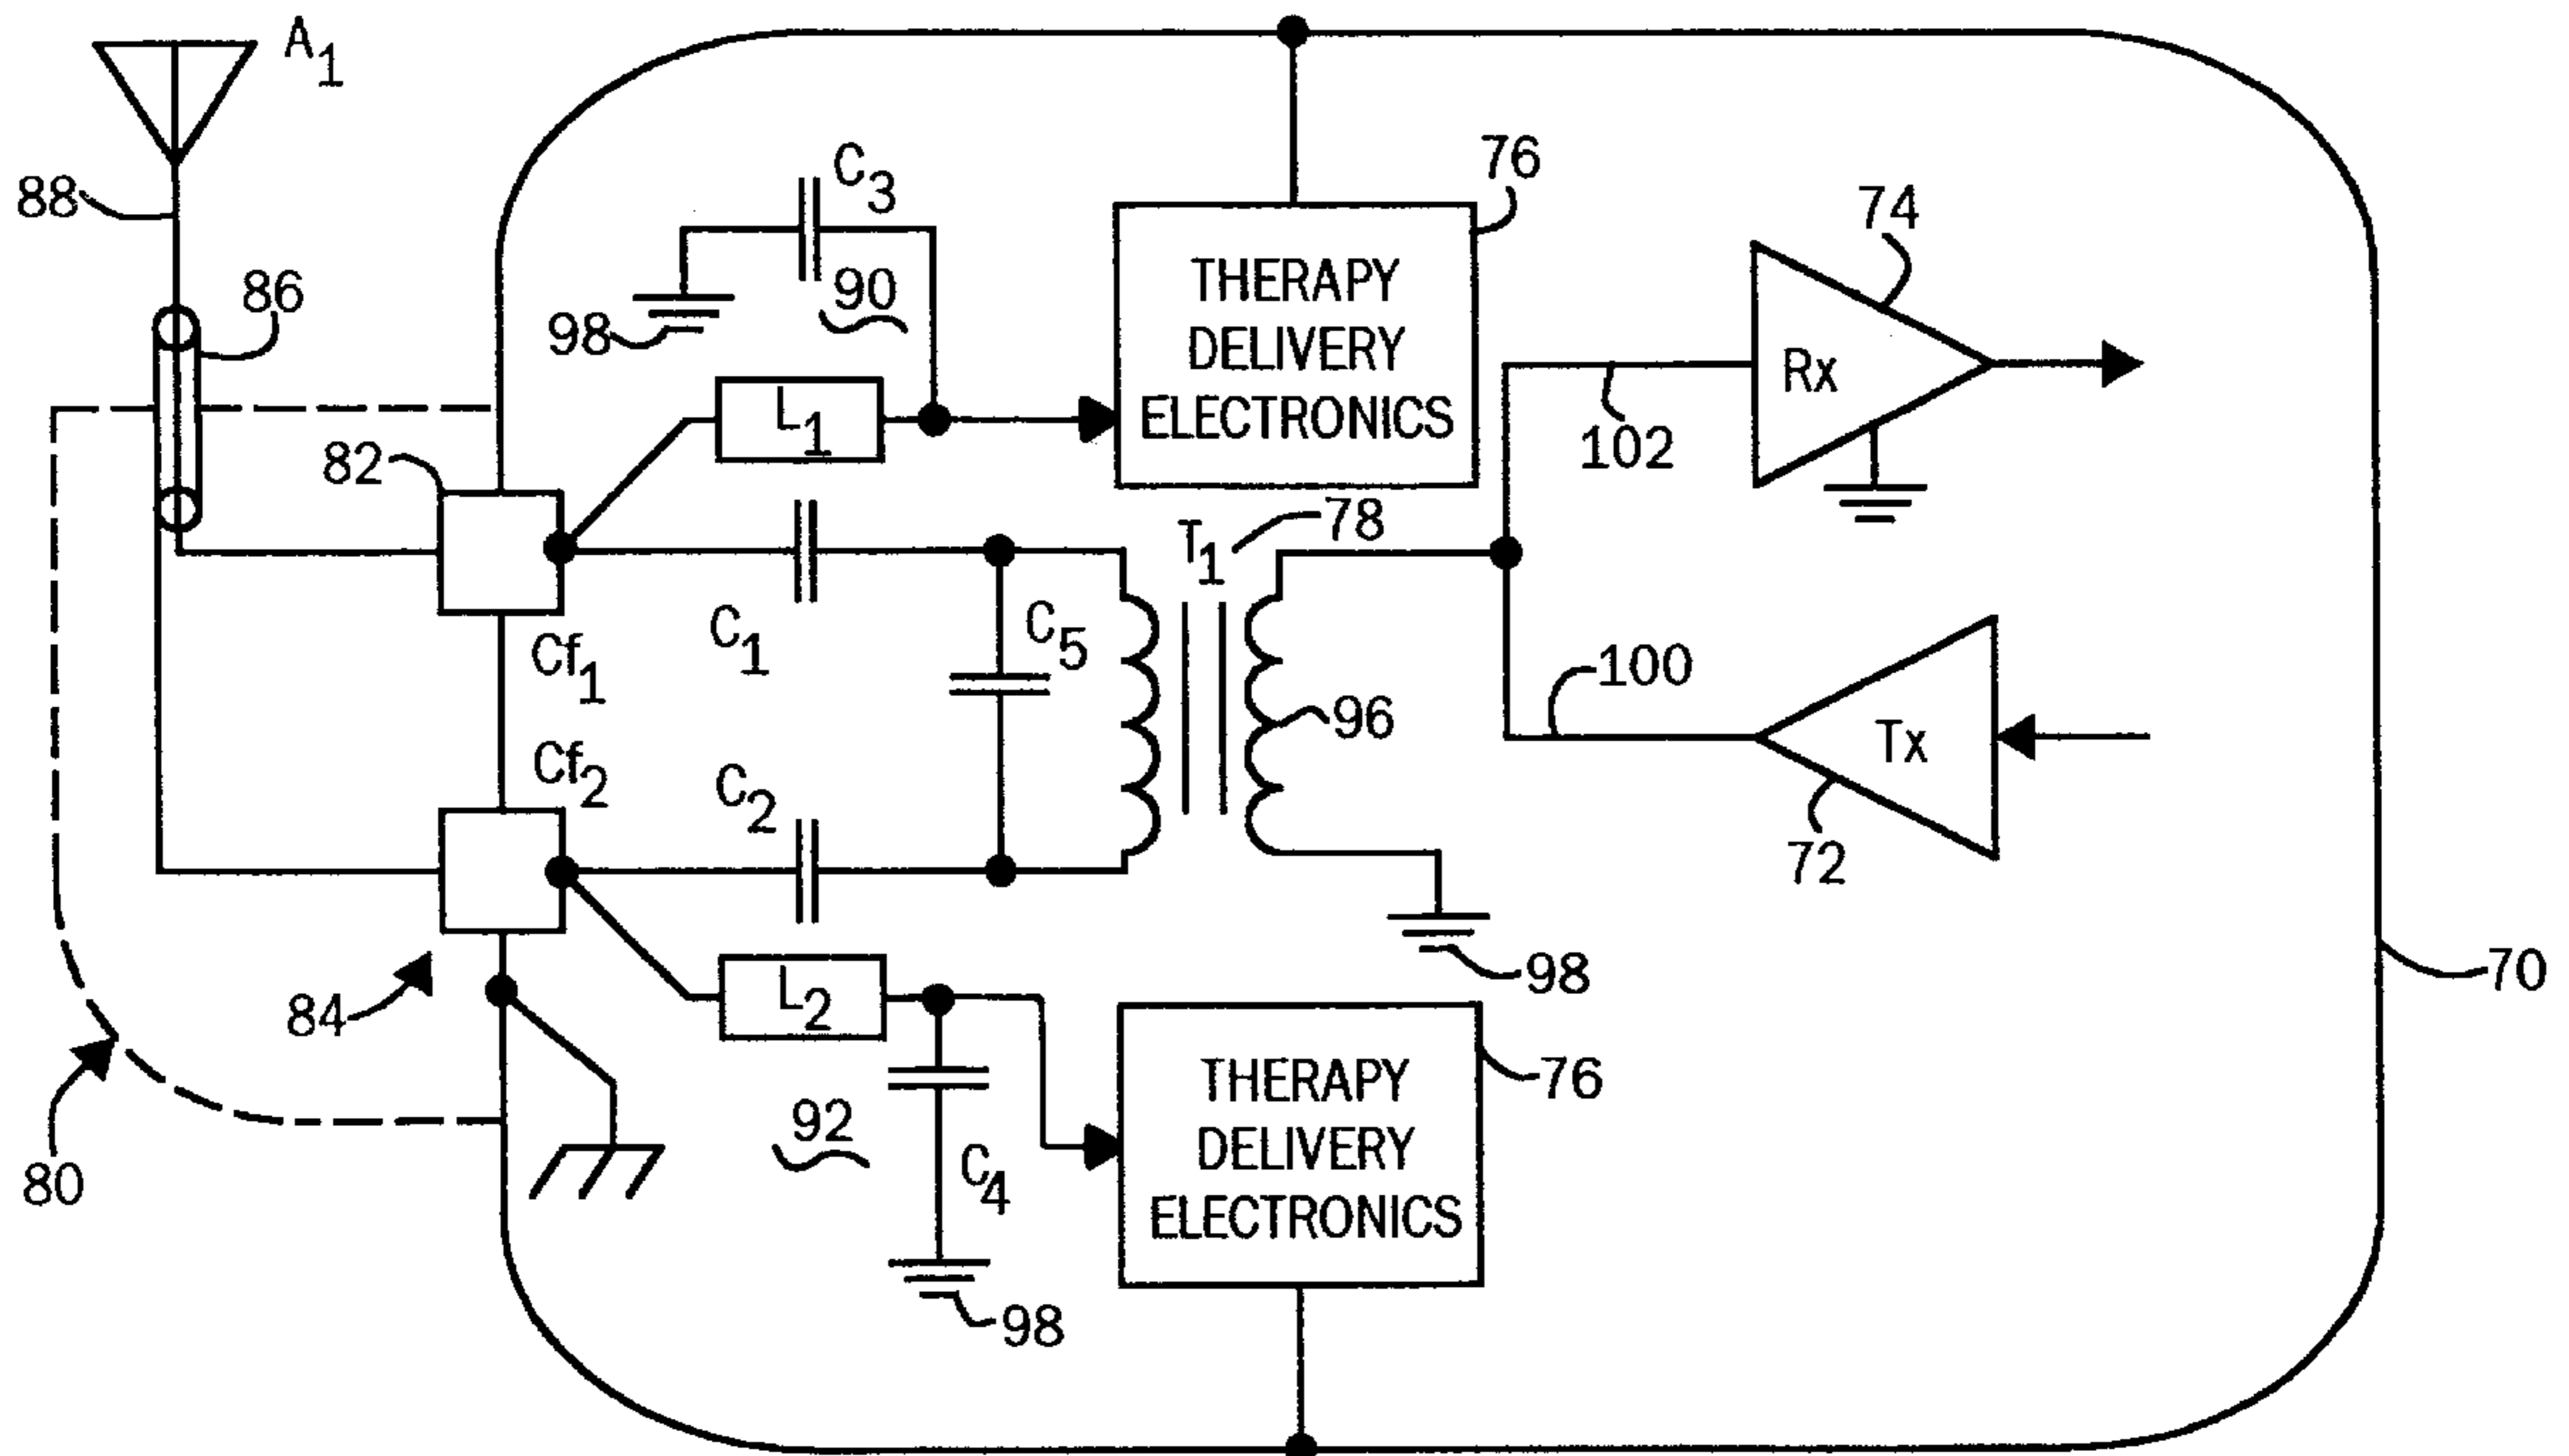 A1
88
86
C3
90
98
L1
82
THERAPY
DELIVERY
ELECTRONICS
76
74
Rx
102
T1
78
Cf1
C1
C5
96
100
Tx
72
Cf2
C2
98
84
L2
70
80
92
C4
98
THERAPY
DELIVERY
ELECTRONICS
76